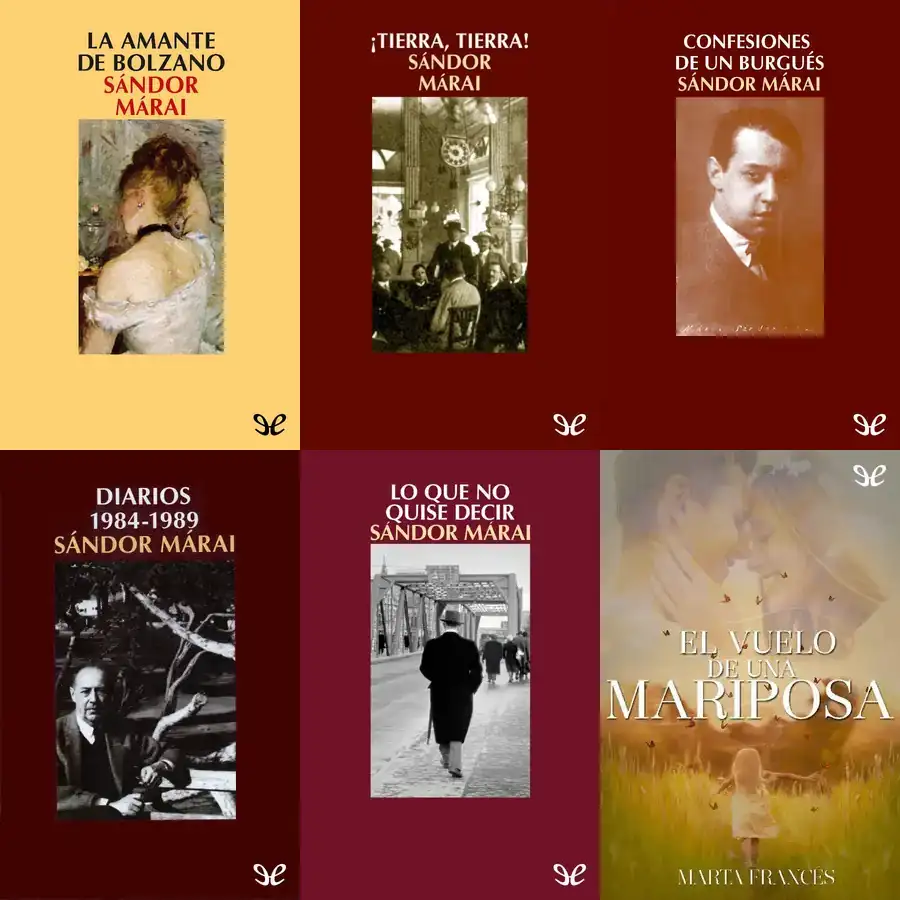 LA AMANTE
DE BOLZANO
SÁNDOR
MÁRAI
¡TIERRA, TIERRA!
SÁNDOR
MÁRAI
CONFESIONES
DE UN BURGUÉS
SÁNDOR MÁRAI
DIARIOS
1984-1989
SÁNDOR MÁRAI
LO QUE NO
QUISE DECIR
SÁNDOR MÁRAI
EL VUELO
DE UNA
MARIPOSA
MARTA FRANCÉS